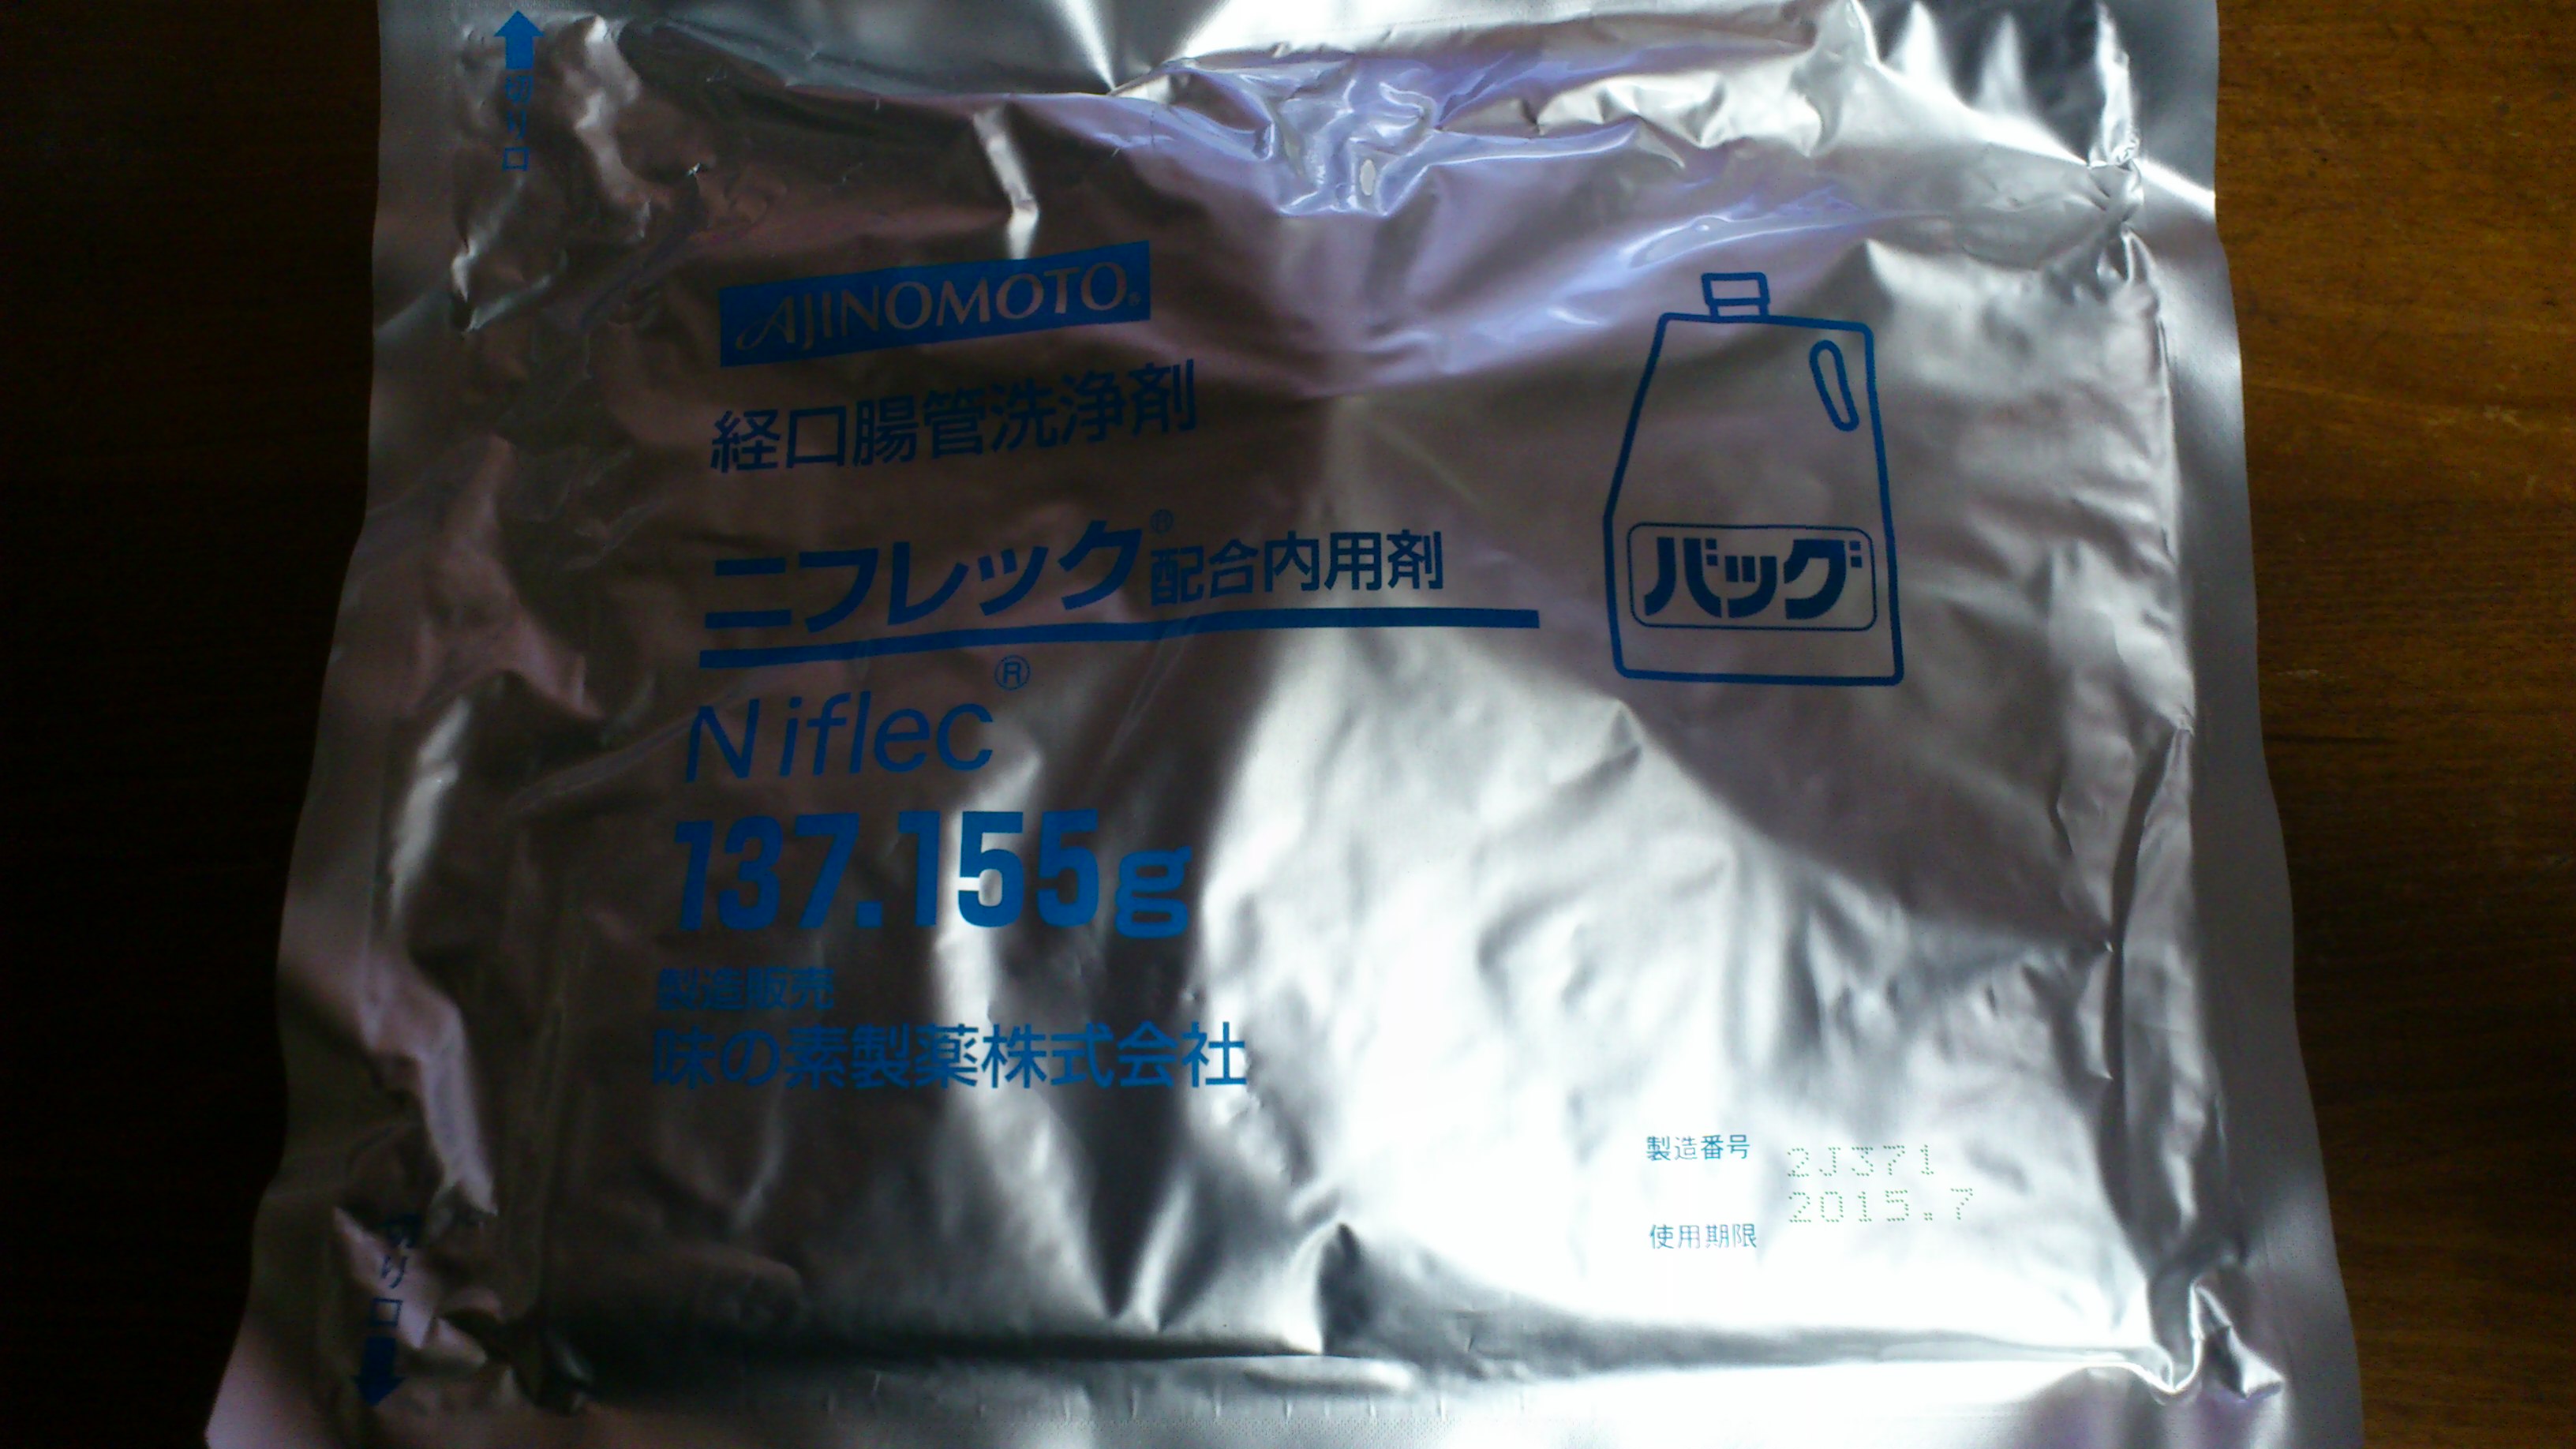 切り口
AJINOMOTO®
経口腸管洗浄剤
ニフレック®配合内用剤
バッグ
Niflec®
137.155g
製造販売
味の素製薬株式会社
製造番号 2J371
使用期限 2015.7
切り口